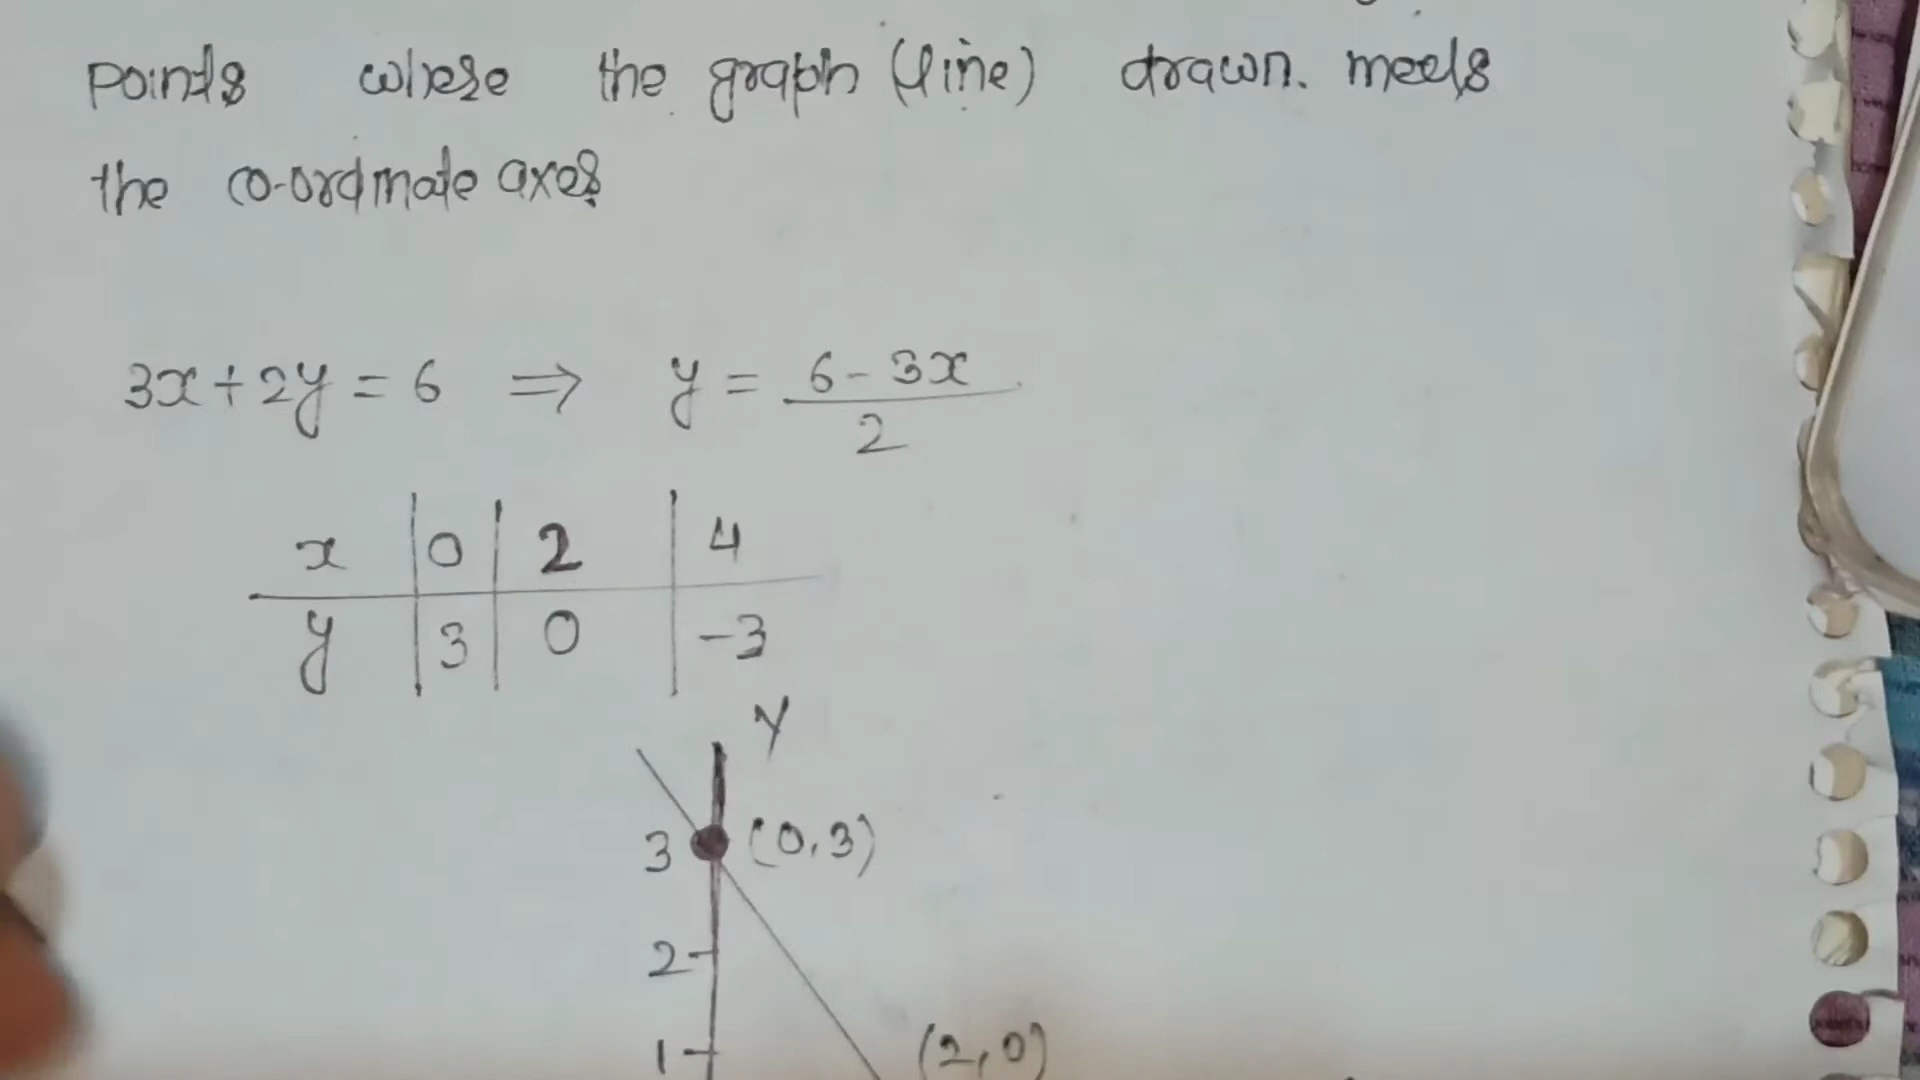 points where the graph (line) drawn. meets
the co-ordinate axes
3x+2y = 6 ⇒ y = 6-3x / 2
x | 0 | 2 | 4
y | 3 | 0 | -3
Y
3 (0,3)
2
1 (2,0)